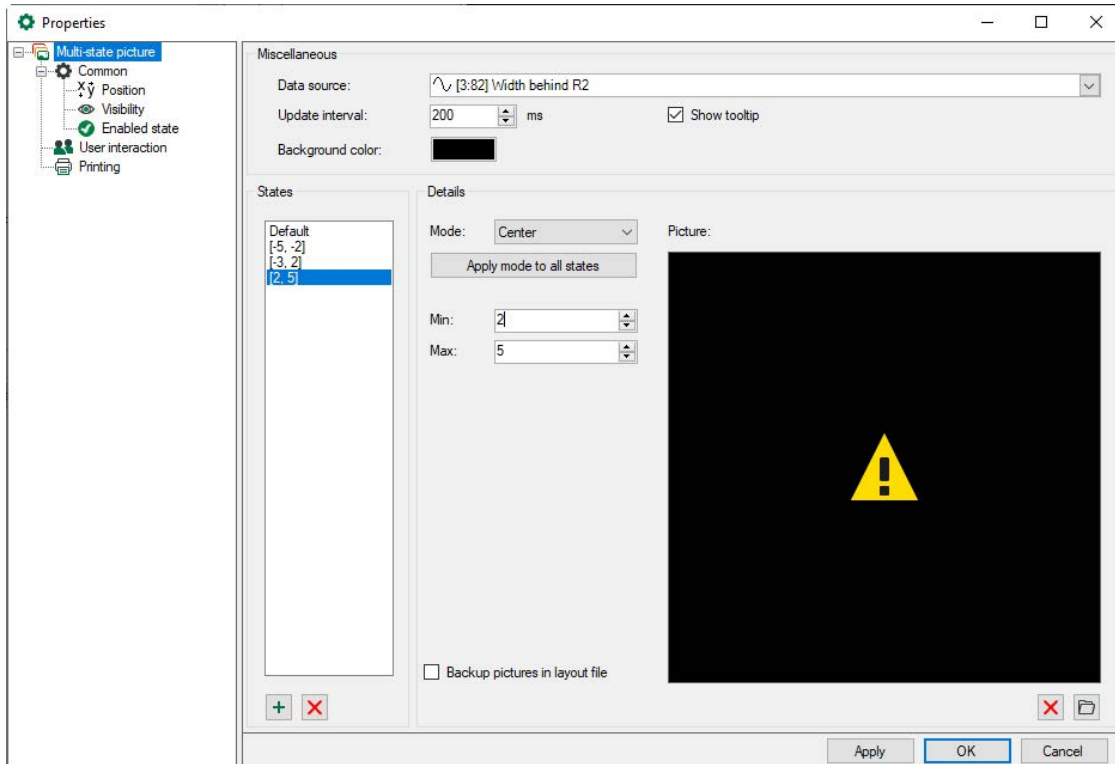 Properties
Multi-state picture
Common
Position
Visibility
Enabled state
User interaction
Printing
Miscellaneous
Data source:
[3:82] Width behind R2
Update interval:
200
ms
Show tooltip
Background color:
States
Default
[-5, -2]
[-3, 2]
[2, 5]
Details
Mode:
Center
Apply mode to all states
Min:
2
Max:
5
Picture:
Backup pictures in layout file
Apply
OK
Cancel